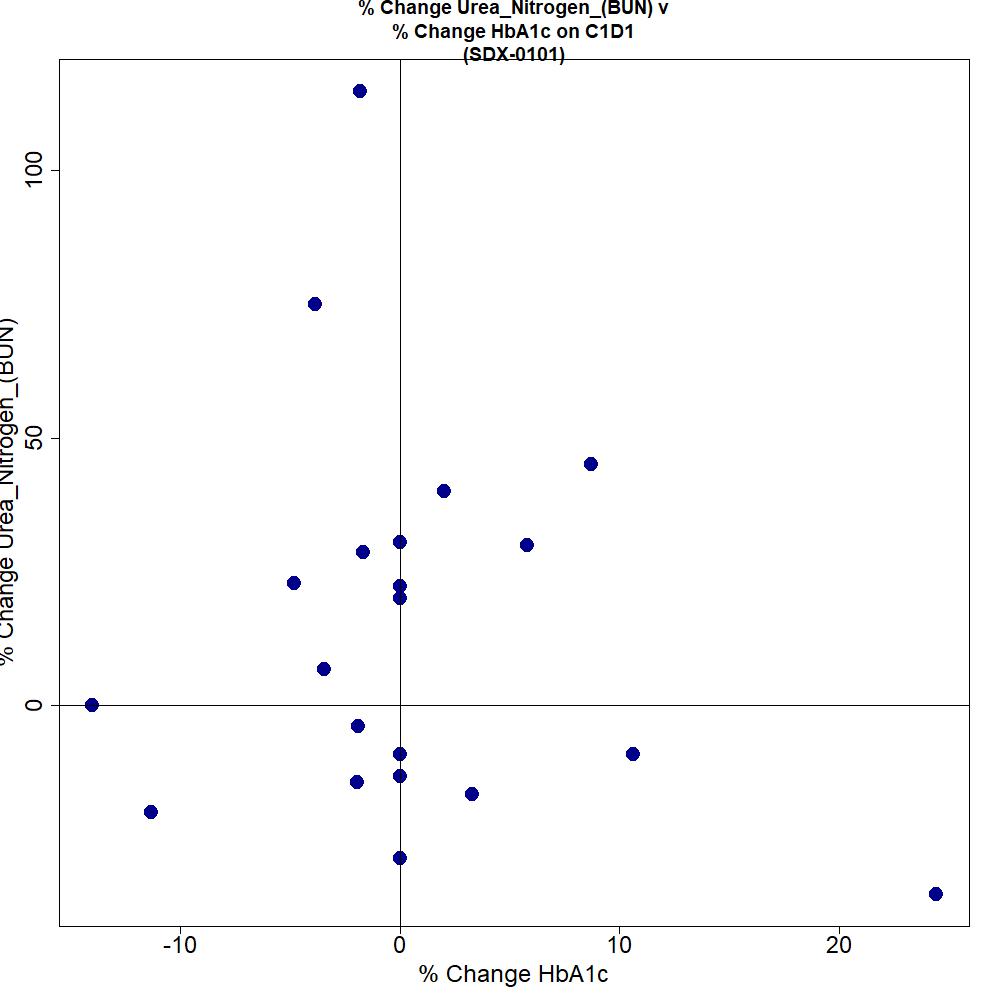 % Change Urea_Nitrogen_(BUN) v
% Change HbA1c on C1D1
(SDX-0101)
% Change Urea_Nitrogen_(BUN)
100
50
0
-10
0
10
20
% Change HbA1c